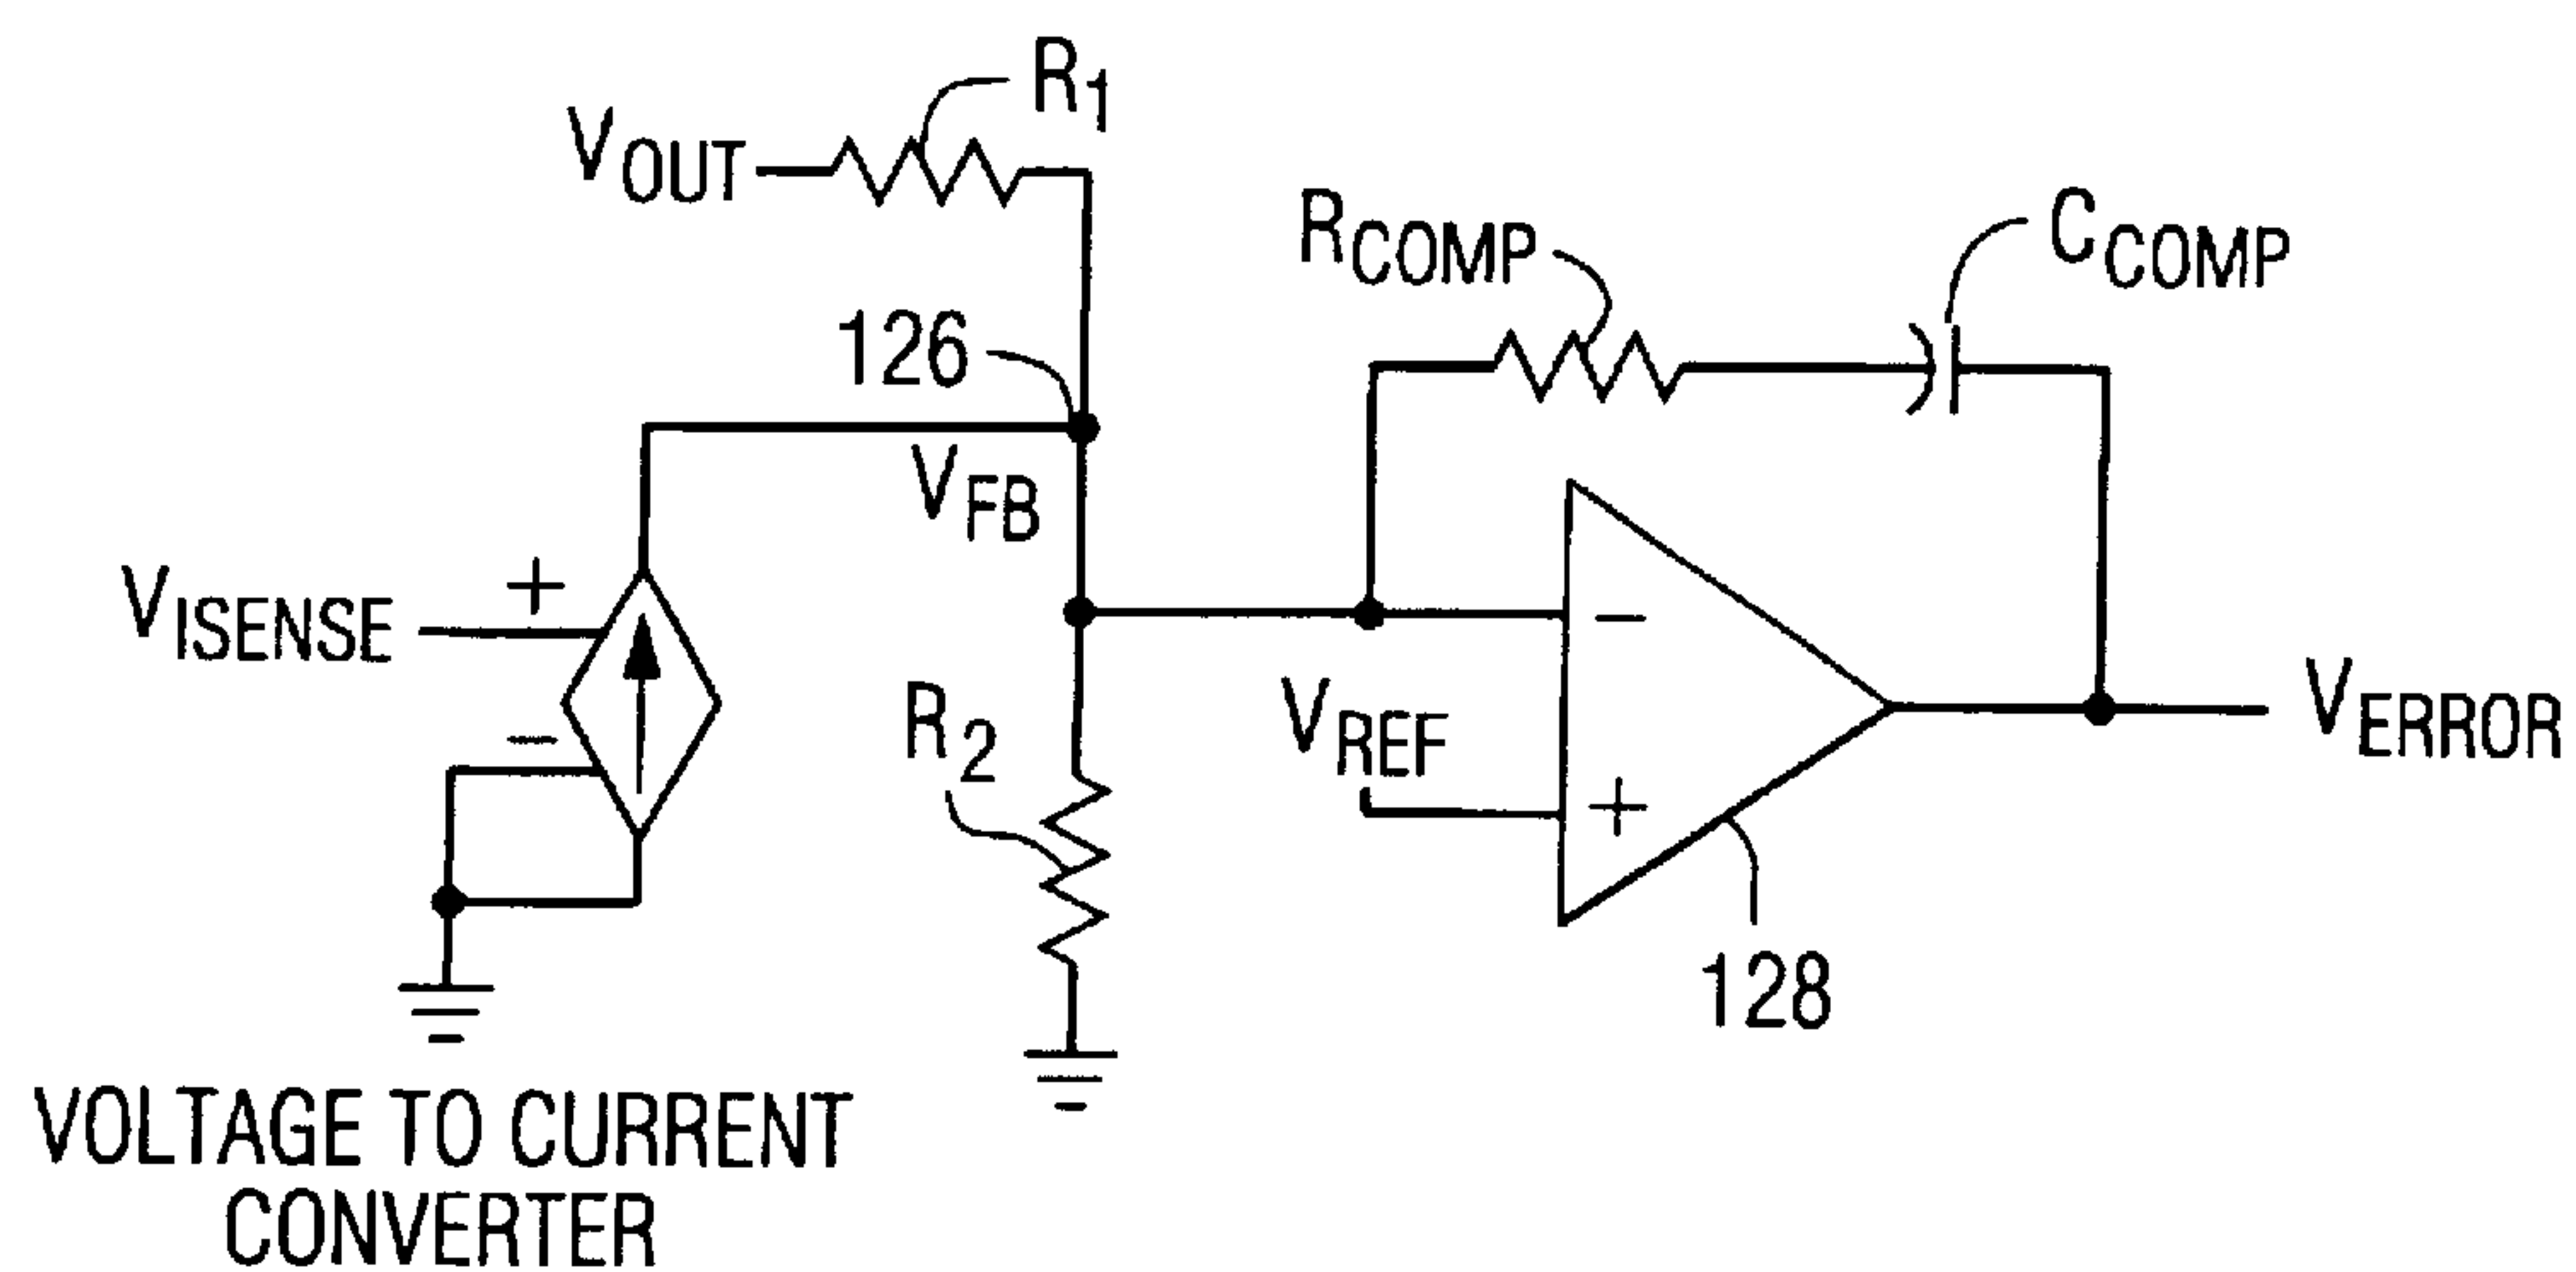 R1
VOUT
RCOMP
CCOMP
126
VFB
+
VISENSE
−
R2
VREF
−
+
VERROR
128
VOLTAGE TO CURRENT
CONVERTER